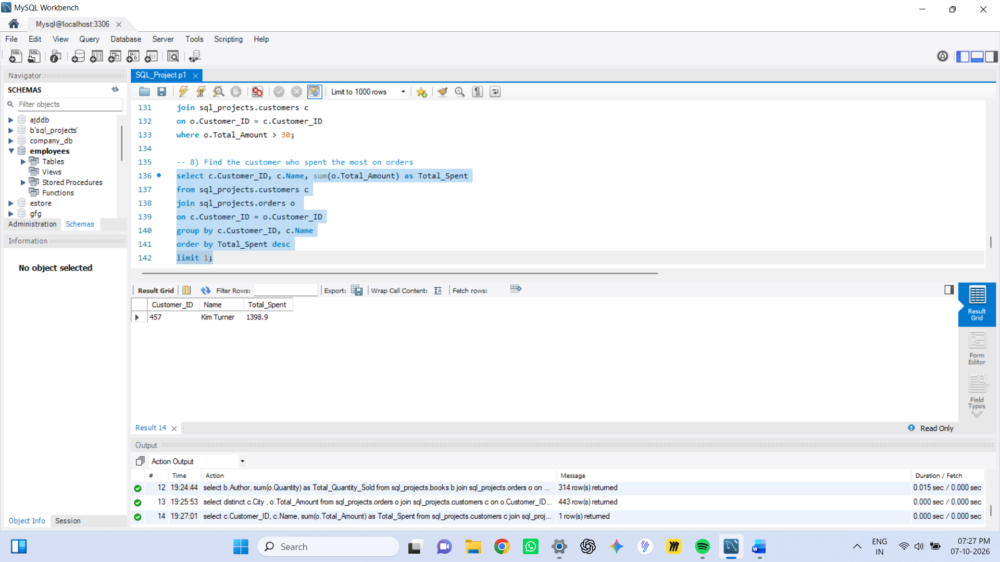 MySQL Workbench
Mysql@localhost:3306
File Edit View Query Database Server Tools Scripting Help
Navigator
SCHEMAS
Filter objects
ajddb
b'sql_projects'
company_db
employees
Tables
Views
Stored Procedures
Functions
estore
gfg
Administration Schemas
Information
No object selected
Object Info Session
SQL_Project p1
Limit to 1000 rows
131 join sql_projects.customers c
132 on o.Customer_ID = c.Customer_ID
133 where o.Total_Amount > 30;
134
135 -- 8) Find the customer who spent the most on orders
136 select c.Customer_ID, c.Name, sum(o.Total_Amount) as Total_Spent
137 from sql_projects.customers c
138 join sql_projects.orders o
139 on c.Customer_ID = o.Customer_ID
140 group by c.Customer_ID, c.Name
141 order by Total_Spent desc
142 limit 1;
Result Grid Filter Rows: Export: Wrap Cell Content: Fetch rows:
Customer_ID Name Total_Spent
457 Kim Turner 1398.9
Result Grid
Form Editor
Field Types
Result 14
Read Only
Output
Action Output
# Time Action Message Duration / Fetch
12 19:24:44 select b.Author, sum(o.Quantity) as Total_Quantity_Sold from sql_projects.books b join sql_projects.orders o on ... 314 row(s) returned 0.015 sec / 0.000 sec
13 19:25:53 select distinct c.City , o.Total_Amount from sql_projects.orders o join sql_projects.customers c on o.Customer_ID... 443 row(s) returned 0.000 sec / 0.000 sec
14 19:27:01 select c.Customer_ID, c.Name, sum(o.Total_Amount) as Total_Spent from sql_projects.customers c join sql_proj... 1 row(s) returned 0.000 sec / 0.000 sec
Search
ENG
IN
07:27 PM
07-10-2026